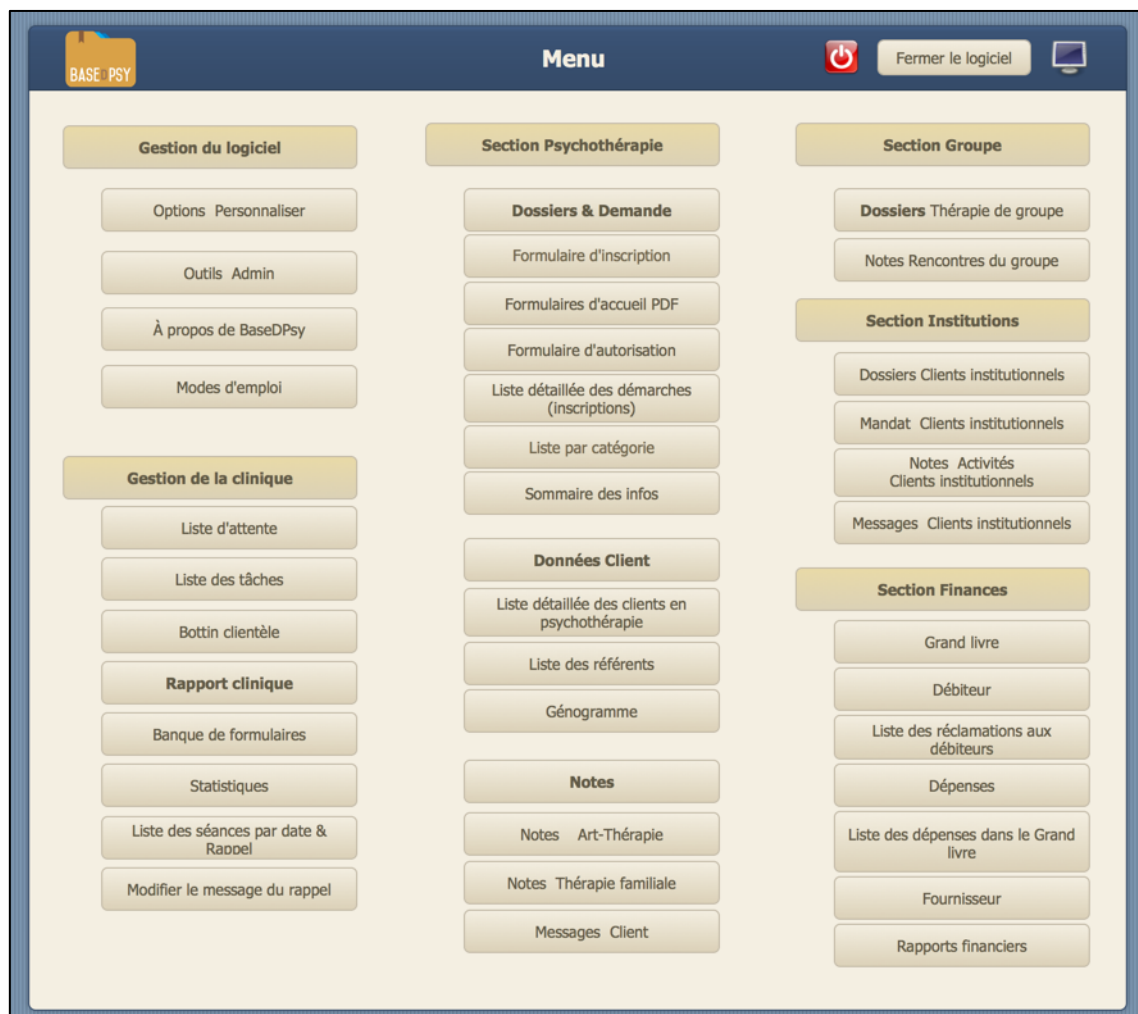 BASEDPSY
Menu
Fermer le logiciel
Gestion du logiciel
Options Personnaliser
Outils Admin
À propos de BaseDPsy
Modes d'emploi
Gestion de la clinique
Liste d'attente
Liste des tâches
Bottin clientèle
Rapport clinique
Banque de formulaires
Statistiques
Liste des séances par date &
Rappel
Modifier le message du rappel
Section Psychothérapie
Dossiers & Demande
Formulaire d'inscription
Formulaires d'accueil PDF
Formulaire d'autorisation
Liste détaillée des démarches
(inscriptions)
Liste par catégorie
Sommaire des infos
Données Client
Liste détaillée des clients en
psychothérapie
Liste des référents
Génogramme
Notes
Notes Art-Thérapie
Notes Thérapie familiale
Messages Client
Section Groupe
Dossiers Thérapie de groupe
Notes Rencontres du groupe
Section Institutions
Dossiers Clients institutionnels
Mandat Clients institutionnels
Notes Activités
Clients institutionnels
Messages Clients institutionnels
Section Finances
Grand livre
Débiteur
Liste des réclamations aux
débiteurs
Dépenses
Liste des dépenses dans le Grand
livre
Fournisseur
Rapports financiers